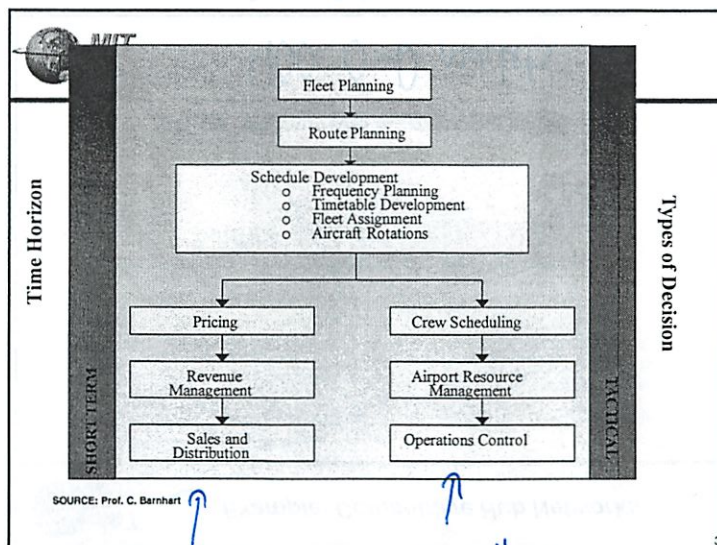 MIT
Fleet Planning
Route Planning
Schedule Development
o Frequency Planning
o Timetable Development
o Fleet Assignment
o Aircraft Rotations
Time Horizon
Types of Decision
Pricing
Crew Scheduling
Revenue
Management
Airport Resource
Management
Sales and
Distribution
Operations Control
SHORT TERM
TACTICAL
SOURCE: Prof. C. Barnhart